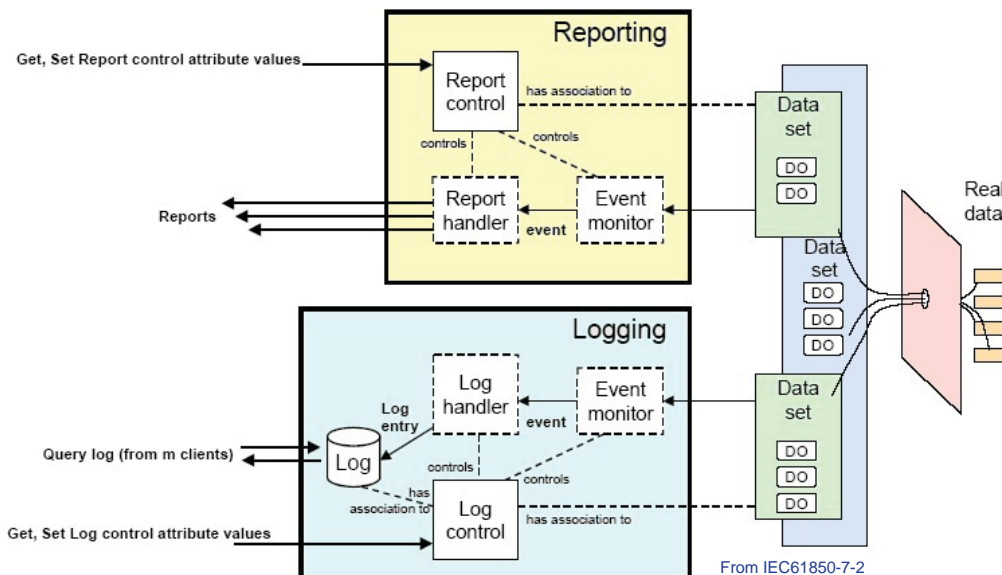 Reporting
Get, Set Report control attribute values
Report
control
has association to
controls
controls
Report
handler
Event
monitor
event
Reports
Data
set
DO
DO
Real
data
Data
set
DO
DO
DO
Logging
Log
handler
Event
monitor
event
Log
entry
Log
Query log (from m clients)
controls
controls
has
association to
Log
control
has association to
Get, Set Log control attribute values
Data
set
DO
DO
DO
From IEC61850-7-2